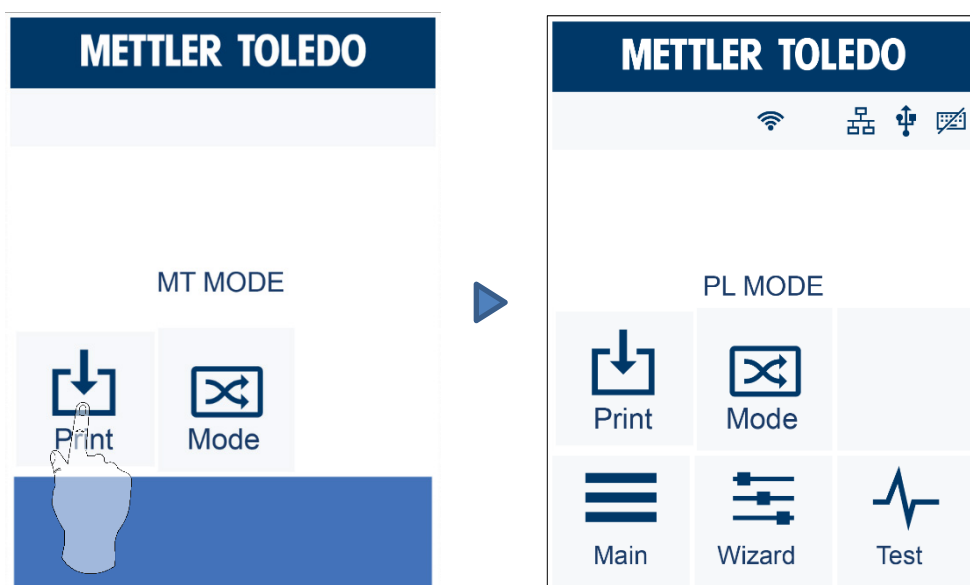 METTLER TOLEDO
MT MODE
Print
Mode
METTLER TOLEDO
PL MODE
Print
Mode
Main
Wizard
Test